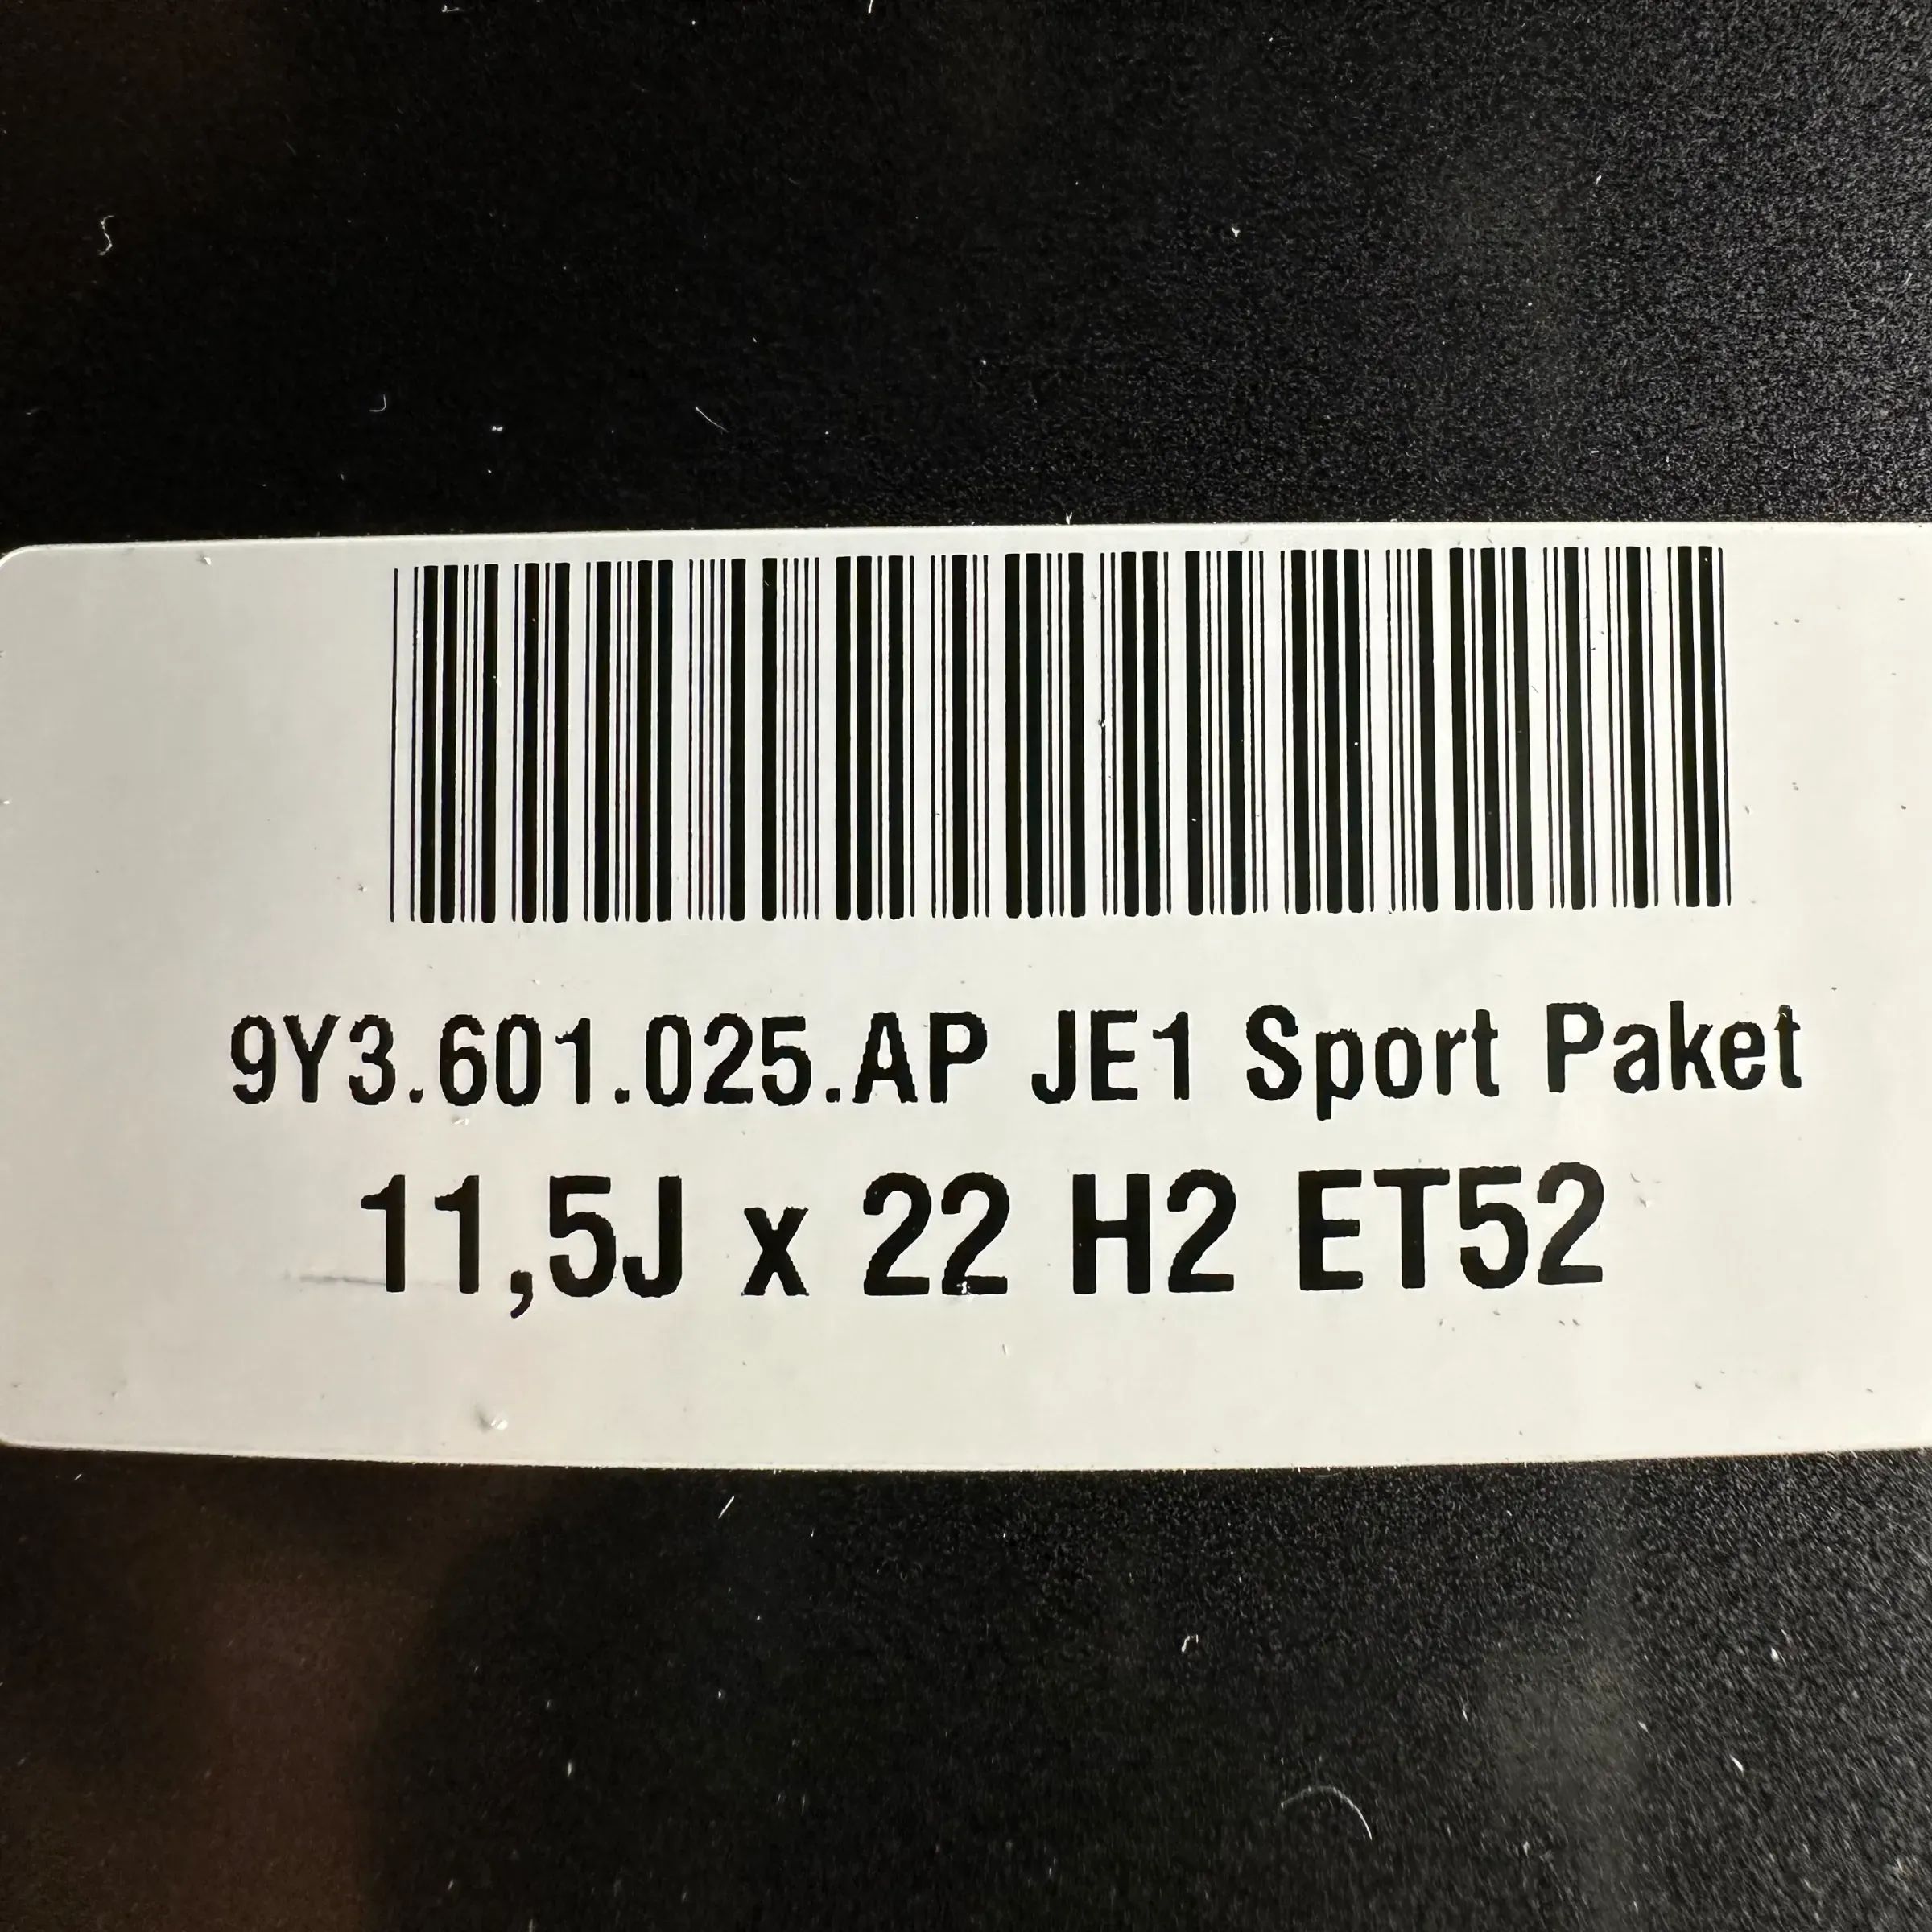 9Y3.601.025.AP JE1 Sport Paket
11,5J x 22 H2 ET52